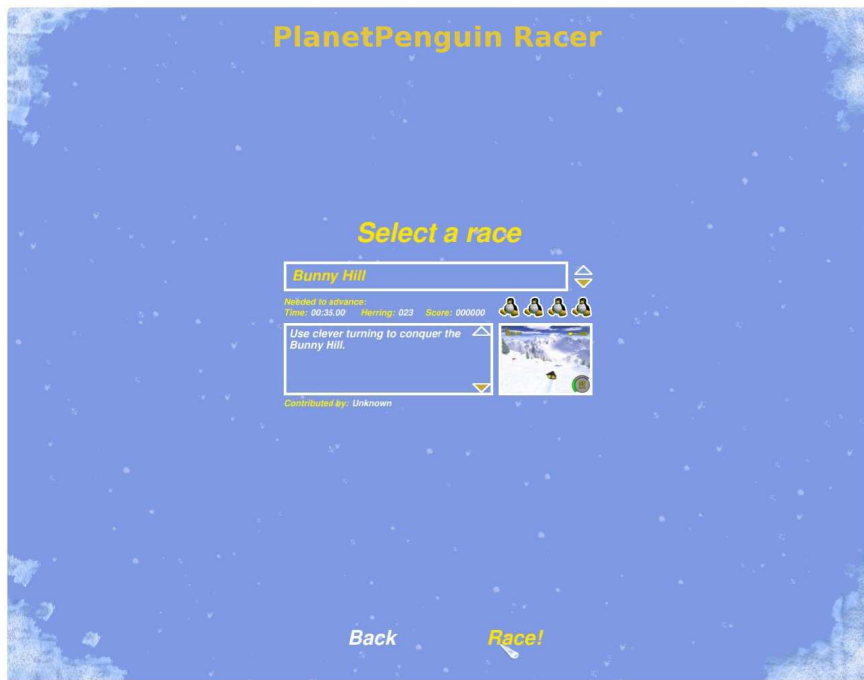 PlanetPenguin Racer
Select a race
Bunny Hill
Needed to advance:
Time: 00:35.00 Herring: 023 Score: 000000
Use clever turning to conquer the
Bunny Hill.
Contributed by: Unknown
Back Race!